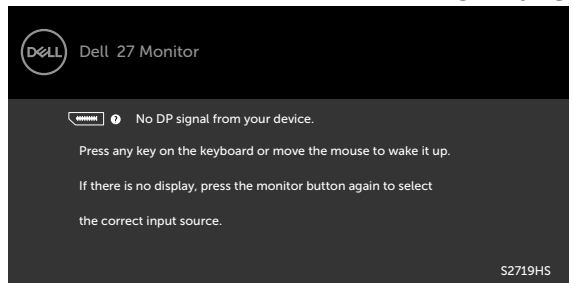 DELL
Dell 27 Monitor
? No DP signal from your device.
Press any key on the keyboard or move the mouse to wake it up.
If there is no display, press the monitor button again to select
the correct input source.
S2719HS